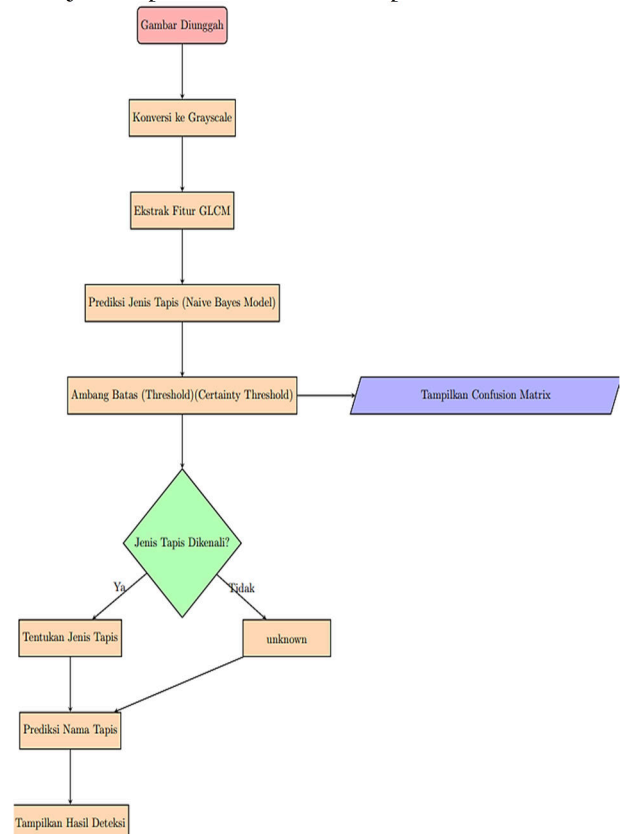 Gambar Diunggah
Konversi ke Grayscale
Ekstrak Fitur GLCM
Prediksi Jenis Tapis (Naive Bayes Model)
Ambang Batas (Threshold)(Certainty Threshold)
Tampilkan Confusion Matrix
Jenis Tapis Dikenali?
Ya
Tidak
Tentukan Jenis Tapis
unknown
Prediksi Nama Tapis
Tampilkan Hasil Deteksi